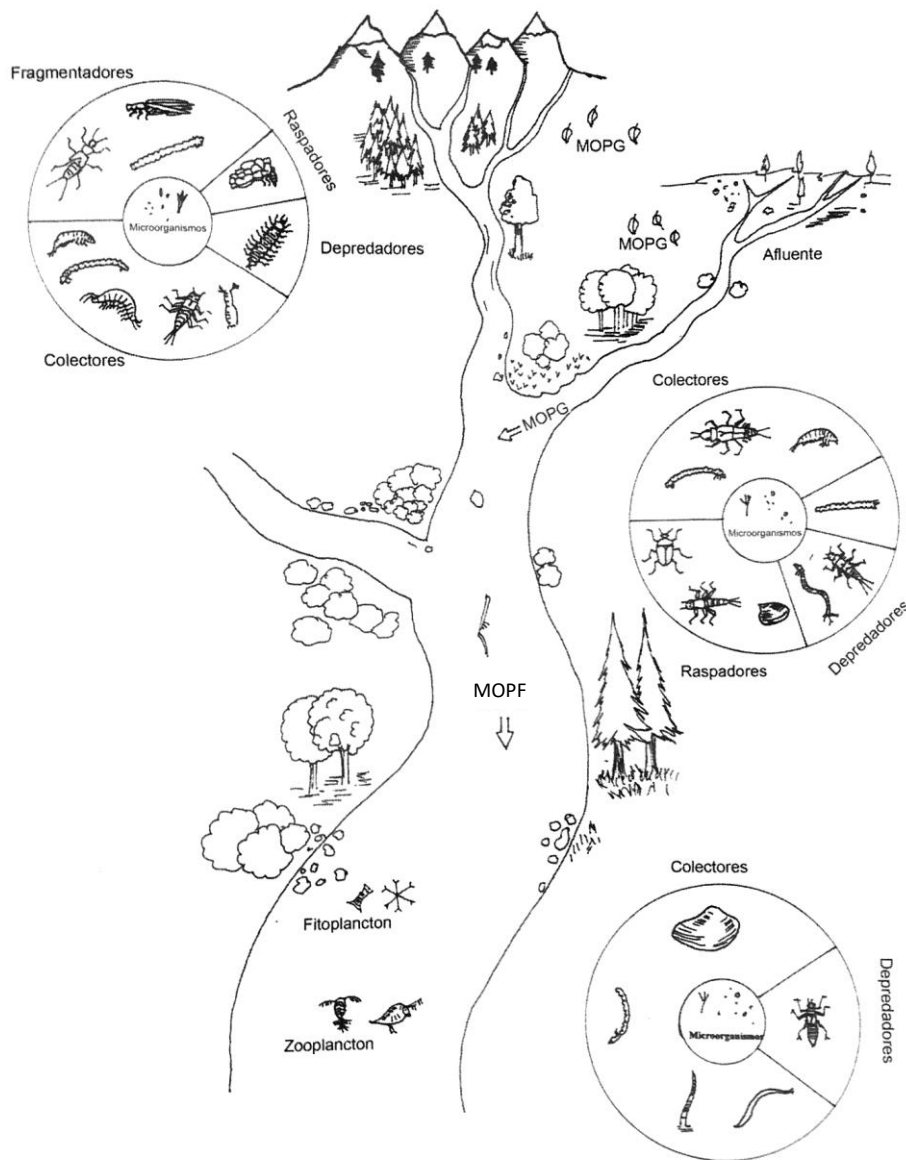 Fragmentadores
Raspadores
MOPG
Microorganismos
Depredadores
MOPG
Afluente
Colectores
Colectores
MOPG
Microorganismos
Depredadores
Raspadores
MOPF
Colectores
Fitoplancton
Depredadores
Microorganismos
Zooplancton